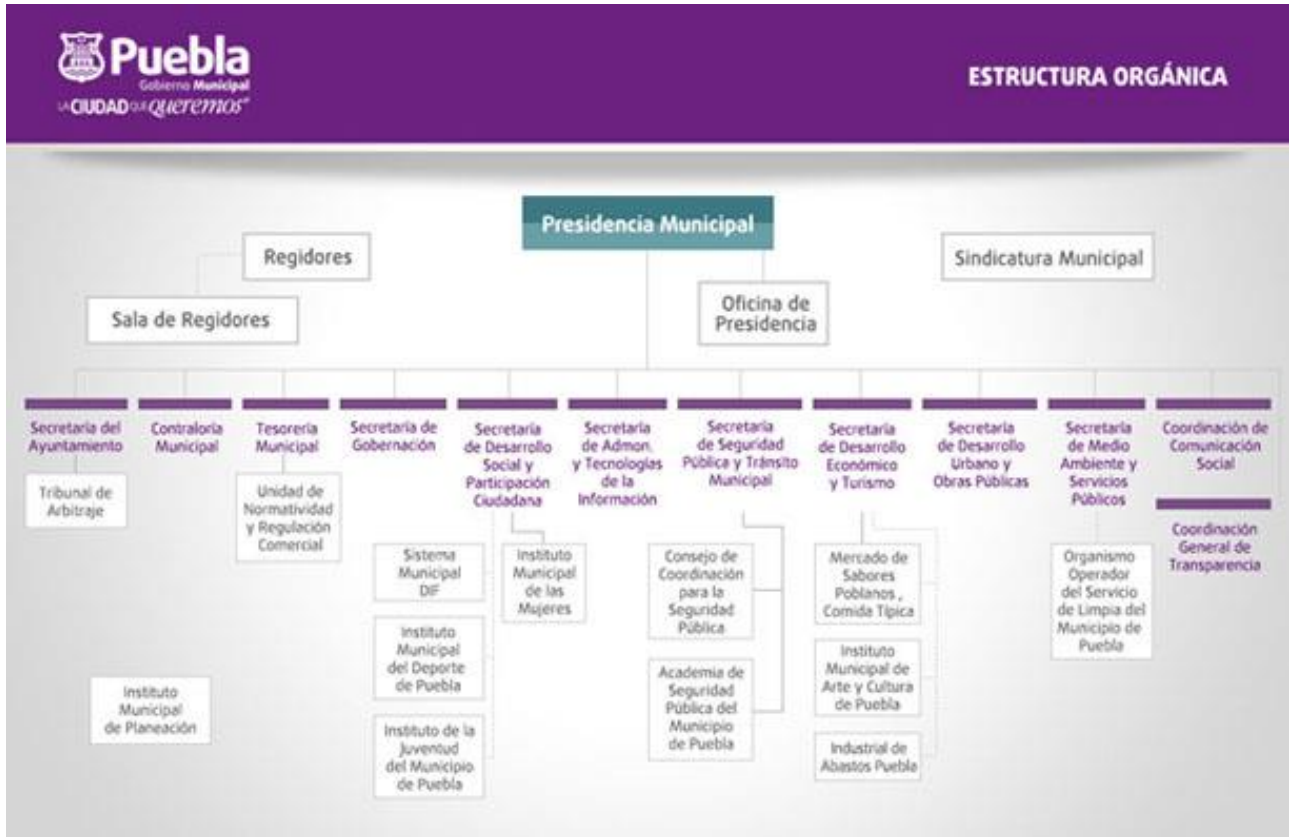 Puebla
Gobierno Municipal
LA CIUDAD QUE queremos
ESTRUCTURA ORGÁNICA
Presidencia Municipal
Regidores
Sindicatura Municipal
Sala de Regidores
Oficina de
Presidencia
Secretaría del
Ayuntamiento
Tribunal de
Arbitraje
Contraloría
Municipal
Tesorería
Municipal
Unidad de
Normatividad
y Regulación
Comercial
Secretaría de
Gobernación
Secretaría
de Desarrollo
Social y
Participación
Ciudadana
Sistema
Municipal
DIF
Instituto
Municipal
del Deporte
de Puebla
Instituto de la
Juventud
del Municipio
de Puebla
Instituto
Municipal
de las
Mujeres
Secretaría
de Admon.
y Tecnologías
de la
Información
Secretaría
de Seguridad
Pública y Tránsito
Municipal
Consejo de
Coordinación
para la
Seguridad
Pública
Academia de
Seguridad
Pública del
Municipio
de Puebla
Secretaría
de Desarrollo
Económico
y Turismo
Mercado de
Sabores
Poblanos ,
Comida Típica
Instituto
Municipal de
Arte y Cultura
de Puebla
Industrial de
Abastos Puebla
Secretaría
de Desarrollo
Urbano y
Obras Públicas
Secretaría
de Medio
Ambiente y
Servicios
Públicos
Organismo
Operador
del Servicio
de Limpia del
Municipio de
Puebla
Coordinación de
Comunicación
Social
Coordinación
General de
Transparencia
Instituto
Municipal
de Planeación